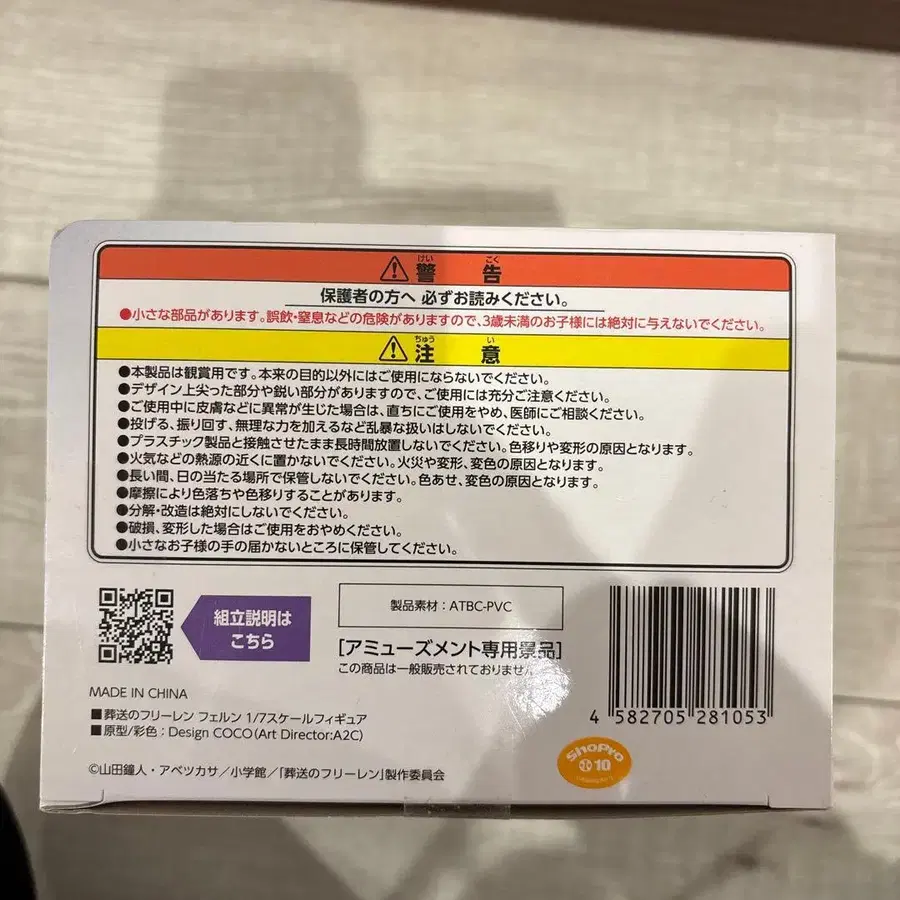 けい こく
⚠警告
保護者の方へ 必ずお読みください。
●小さな部品があります。誤飲・窒息などの危険がありますので、3歳未満のお子様には絶対に与えないでください。
ちゅう い
⚠注意
●本製品は観賞用です。本来の目的以外にはご使用にならないでください。
●デザイン上尖った部分や鋭い部分がありますので、ご使用には充分ご注意ください。
●ご使用中に皮膚などに異常が生じた場合は、直ちにご使用をやめ、医師にご相談ください。
●投げる、振り回す、無理な力を加えるなど乱暴な扱いはしないでください。
●プラスチック製品と接触させたまま長時間放置しないでください。色移りや変形の原因となります。
●火気などの熱源の近くに置かないでください。火災や変形、変色の原因となります。
●長い間、日の当たる場所で保管しないでください。色あせ、変色の原因となります。
●摩擦により色落ちや色移りすることがあります。
●分解・改造は絶対にしないでください。
●破損、変形した場合はご使用をおやめください。
●小さなお子様の手の届かないところに保管してください。
組立説明は
こちら
製品素材:ATBC-PVC
[アミューズメント専用景品]
この商品は一般販売されておりません。
MADE IN CHINA
■葬送のフリーレン フェルン 1/7スケールフィギュア
■原型/彩色:Design COCO(Art Director:A2C)
©山田鐘人・アベツカサ/小学館/「葬送のフリーレン」製作委員会
4 582705 281053
ShoPro
10